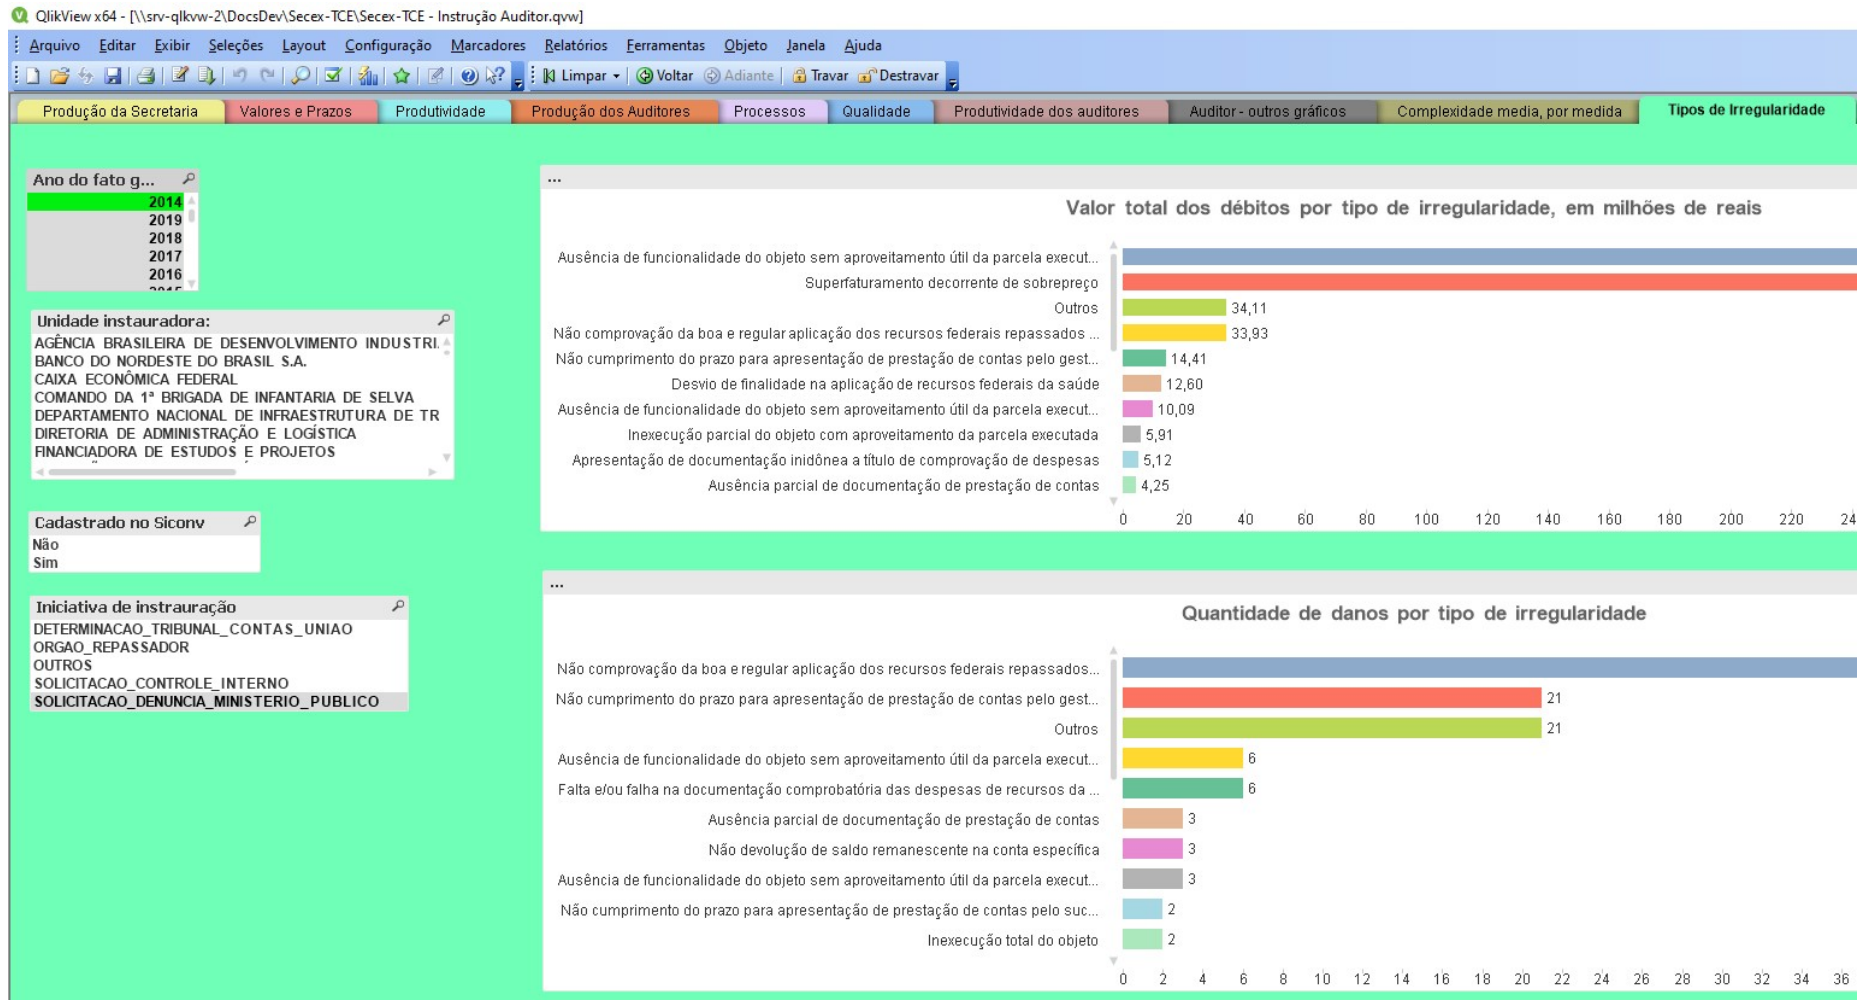 QlikView x64 - [\\srv-qlkvw-2\DocsDev\Secex-TCE\Secex-TCE - Instrução Auditor.qvw]
Arquivo Editar Exibir Seleções Layout Configuração Marcadores Relatórios Ferramentas Objeto Janela Ajuda
Limpar Voltar Adiante Travar Destravar
Produção da Secretaria Valores e Prazos Produtividade Produção dos Auditores Processos Qualidade Produtividade dos auditores Auditor - outros gráficos Complexidade media, por medida Tipos de Irregularidade
Ano do fato g...
2014
2019
2018
2017
2016
2015
Unidade instauradora:
AGÊNCIA BRASILEIRA DE DESENVOLVIMENTO INDUSTRI
BANCO DO NORDESTE DO BRASIL S.A.
CAIXA ECONÔMICA FEDERAL
COMANDO DA 1ª BRIGADA DE INFANTARIA DE SELVA
DEPARTAMENTO NACIONAL DE INFRAESTRUTURA DE TR
DIRETORIA DE ADMINISTRAÇÃO E LOGÍSTICA
FINANCIADORA DE ESTUDOS E PROJETOS
Cadastrado no Siconv
Não
Sim
Iniciativa de instrauração
DETERMINACAO_TRIBUNAL_CONTAS_UNIAO
ORGAO_REPASSADOR
OUTROS
SOLICITACAO_CONTROLE_INTERNO
SOLICITACAO_DENUNCIA_MINISTERIO_PUBLICO
...
Valor total dos débitos por tipo de irregularidade, em milhões de reais
Ausência de funcionalidade do objeto sem aproveitamento útil da parcela execut...
Superfaturamento decorrente de sobrepreço
Outros 34,11
Não comprovação da boa e regular aplicação dos recursos federais repassados ... 33,93
Não cumprimento do prazo para apresentação de prestação de contas pelo gest... 14,41
Desvio de finalidade na aplicação de recursos federais da saúde 12,60
Ausência de funcionalidade do objeto sem aproveitamento útil da parcela execut... 10,09
Inexecução parcial do objeto com aproveitamento da parcela executada 5,91
Apresentação de documentação inidônea a título de comprovação de despesas 5,12
Ausência parcial de documentação de prestação de contas 4,25
0 20 40 60 80 100 120 140 160 180 200 220 24
...
Quantidade de danos por tipo de irregularidade
Não comprovação da boa e regular aplicação dos recursos federais repassados...
Não cumprimento do prazo para apresentação de prestação de contas pelo gest... 21
Outros 21
Ausência de funcionalidade do objeto sem aproveitamento útil da parcela execut... 6
Falta e/ou falha na documentação comprobatória das despesas de recursos da ... 6
Ausência parcial de documentação de prestação de contas 3
Não devolução de saldo remanescente na conta específica 3
Ausência de funcionalidade do objeto sem aproveitamento útil da parcela execut... 3
Não cumprimento do prazo para apresentação de prestação de contas pelo suc... 2
Inexecução total do objeto 2
0 2 4 6 8 10 12 14 16 18 20 22 24 26 28 30 32 34 36